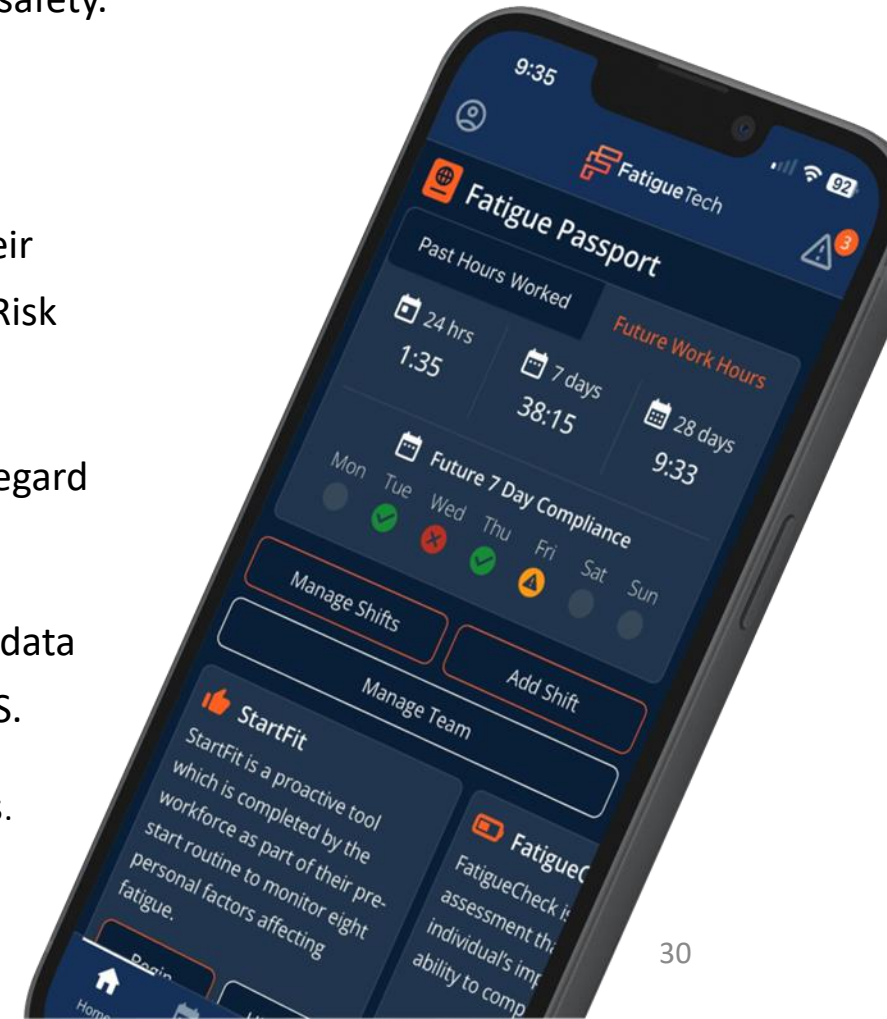 safety.
eir
Risk
egard
data
S.
s.
9:35
92
FatigueTech
3
Fatigue Passport
Past Hours Worked
Future Work Hours
24 hrs
7 days
28 days
1:35
38:15
9:33
Future 7 Day Compliance
Mon Tue Wed Thu Fri Sat Sun
Manage Shifts
Add Shift
Manage Team
StartFit
StartFit is a proactive tool
which is completed by the
workforce as part of their pre-
start routine to monitor eight
personal factors affecting
fatigue.
Begin
FatigueC
FatigueCheck is
assessment tha
individual's imp
ability to comp
Home
30